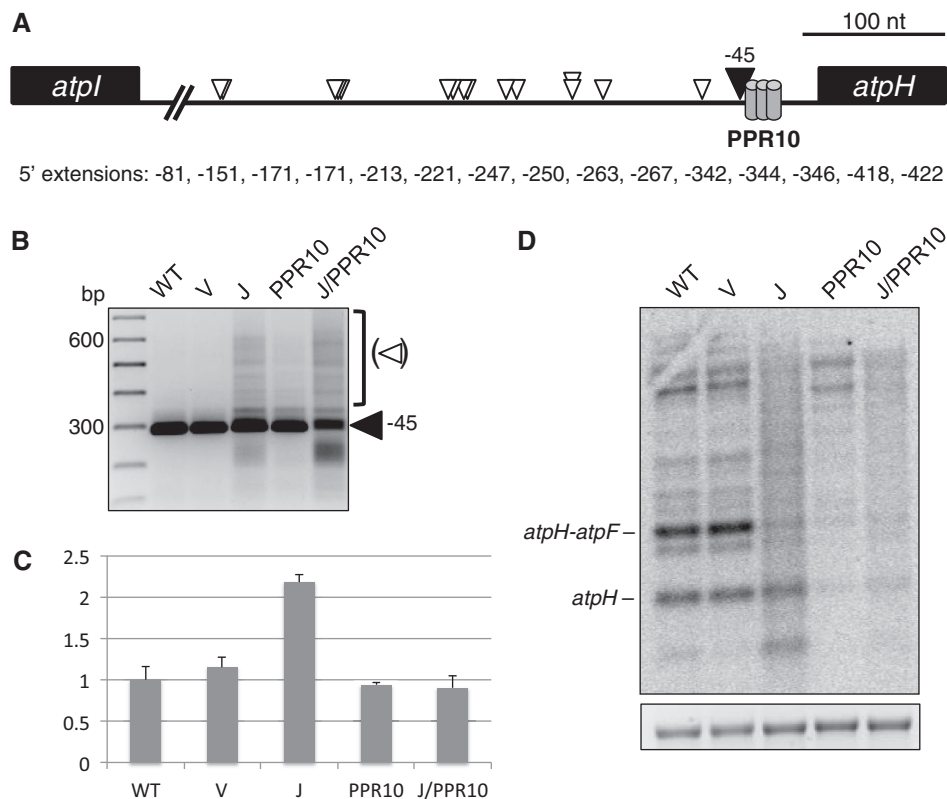 A
100 nt
-45
atpI
atpH
PPR10
5' extensions: -81, -151, -171, -171, -213, -221, -247, -250, -263, -267, -342, -344, -346, -418, -422
B
WT V J PPR10 J/PPR10
bp
600
300
(◁)
-45
C
2.5
2
1.5
1
0.5
0
WT V J PPR10 J/PPR10
D
WT V J PPR10 J/PPR10
atpH-atpF –
atpH –